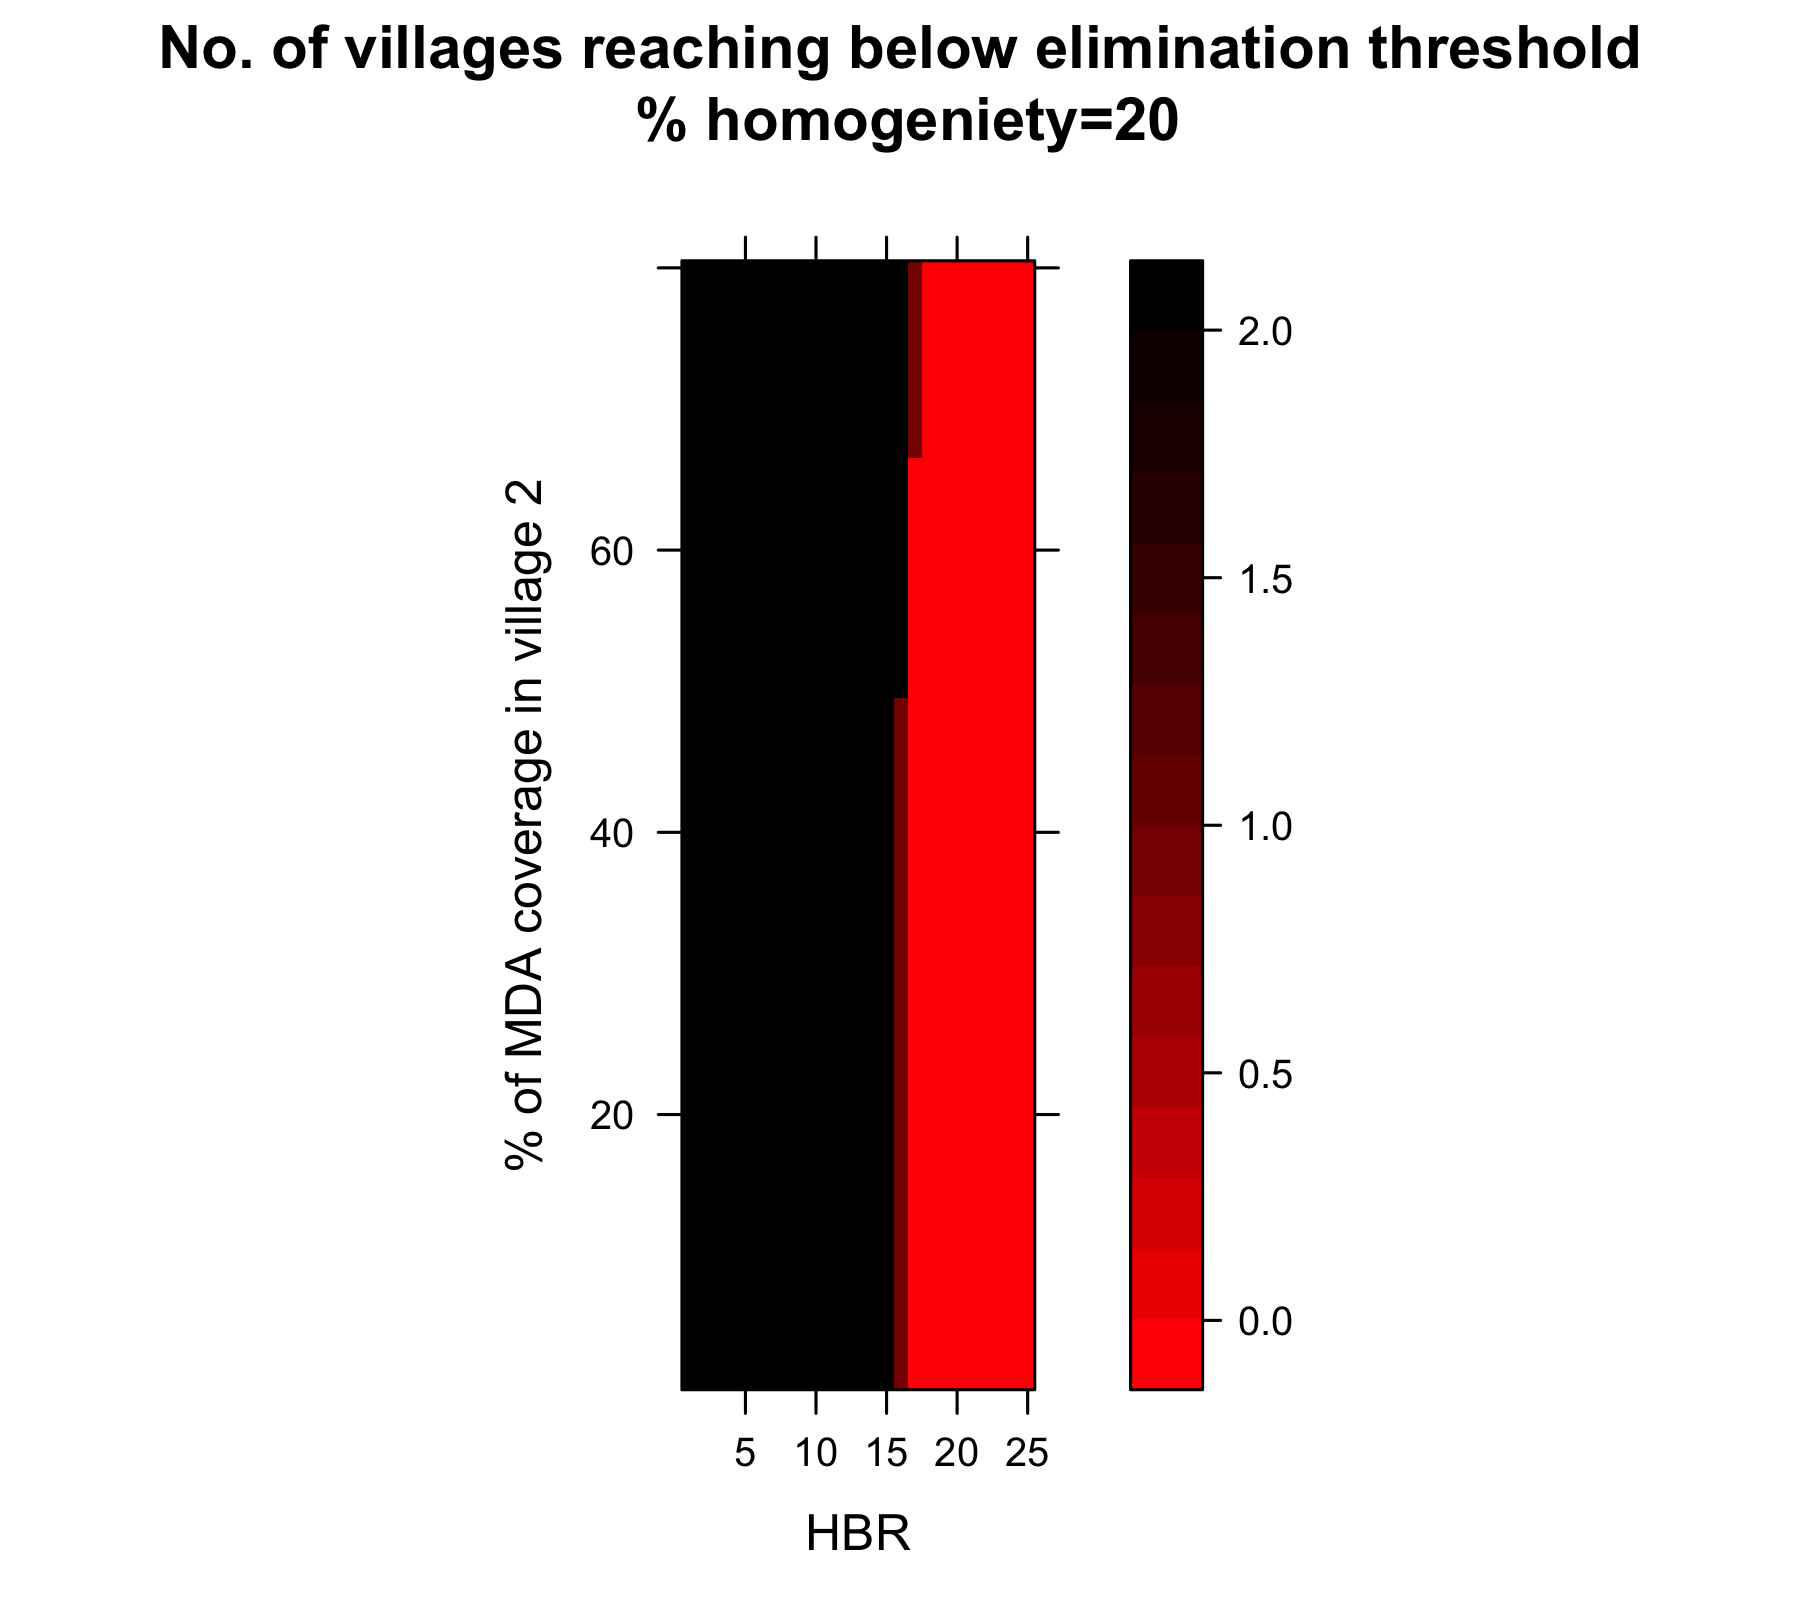 No. of villages reaching below elimination threshold
% homogeniety=20
% of MDA coverage in village 2
60
40
20
5 10 15 20 25
HBR
2.0
1.5
1.0
0.5
0.0